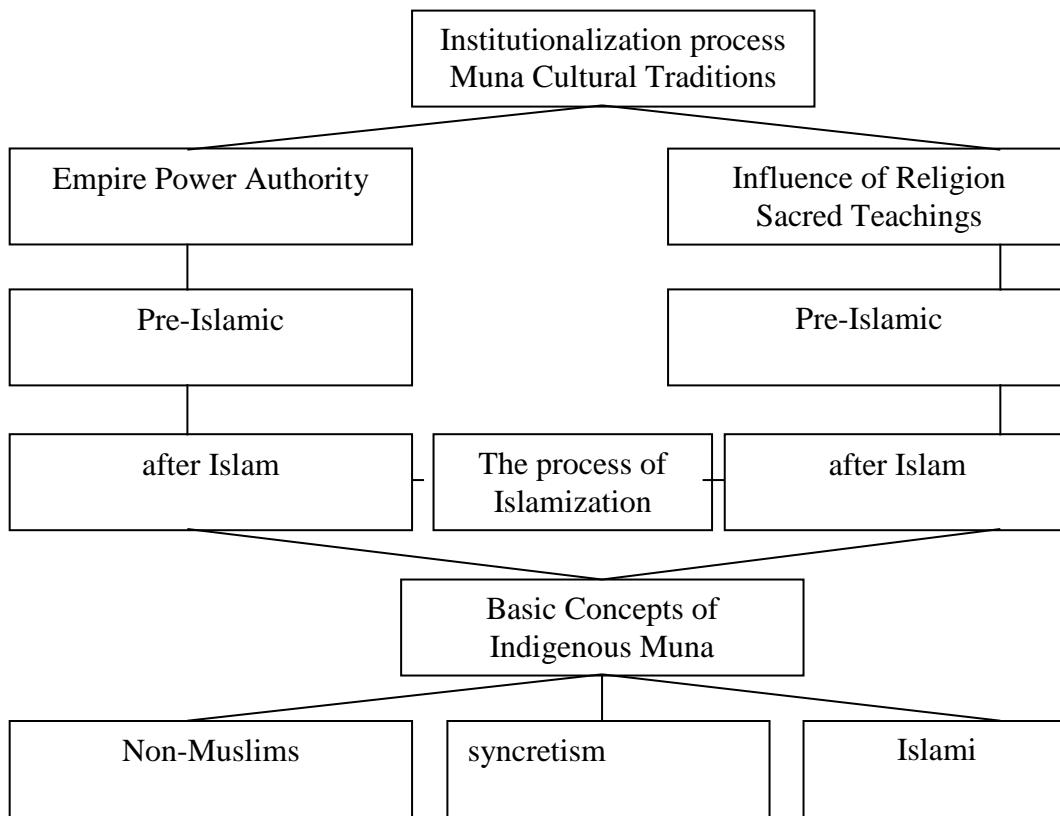 Institutionalization process
Muna Cultural Traditions
Empire Power Authority
Influence of Religion
Sacred Teachings
Pre-Islamic
Pre-Islamic
after Islam
The process of
Islamization
after Islam
Basic Concepts of
Indigenous Muna
Non-Muslims
syncretism
Islami